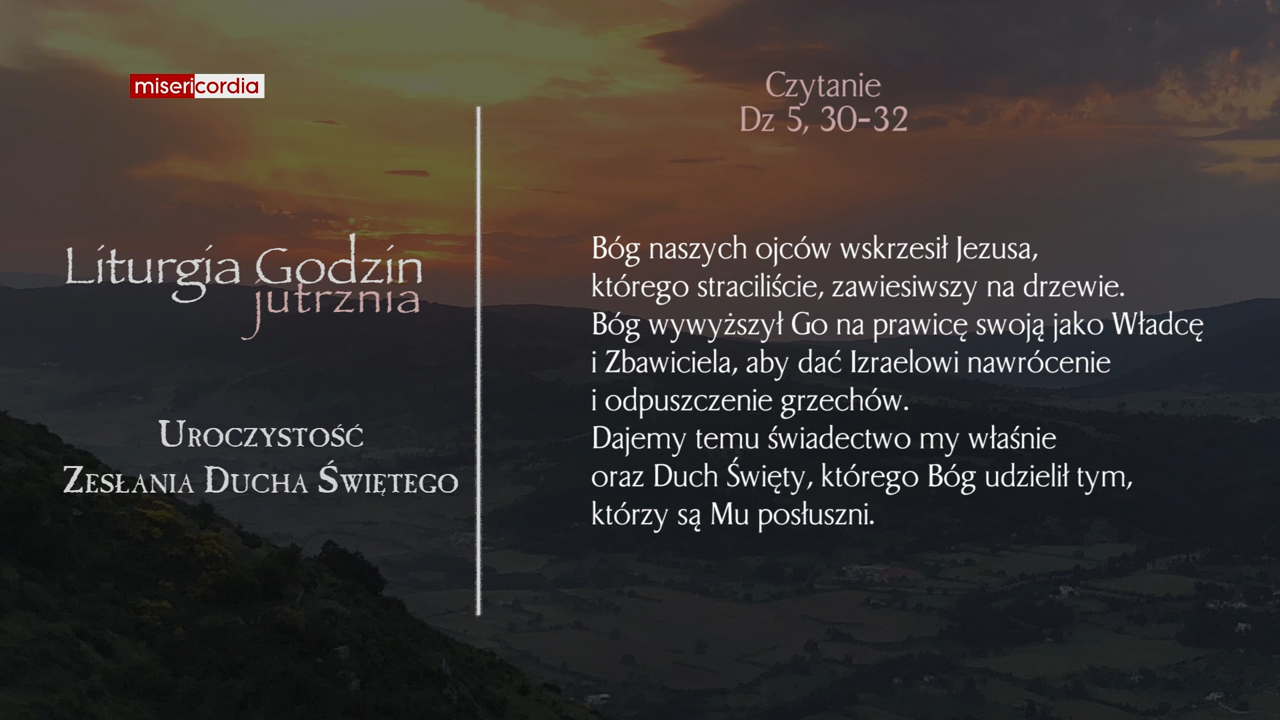 misericordia
Liturgia Godzin
jutrznia
Uroczystość
Zesłania Ducha Świętego
Czytanie
Dz 5, 30-32
Bóg naszych ojców wskrzesił Jezusa,
którego straciliście, zawiesiwszy na drzewie.
Bóg wywyższył Go na prawicę swoją jako Władcę
i Zbawiciela, aby dać Izraelowi nawrócenie
i odpuszczenie grzechów.
Dajemy temu świadectwo my właśnie
oraz Duch Święty, którego Bóg udzielił tym,
którzy są Mu posłuszni.